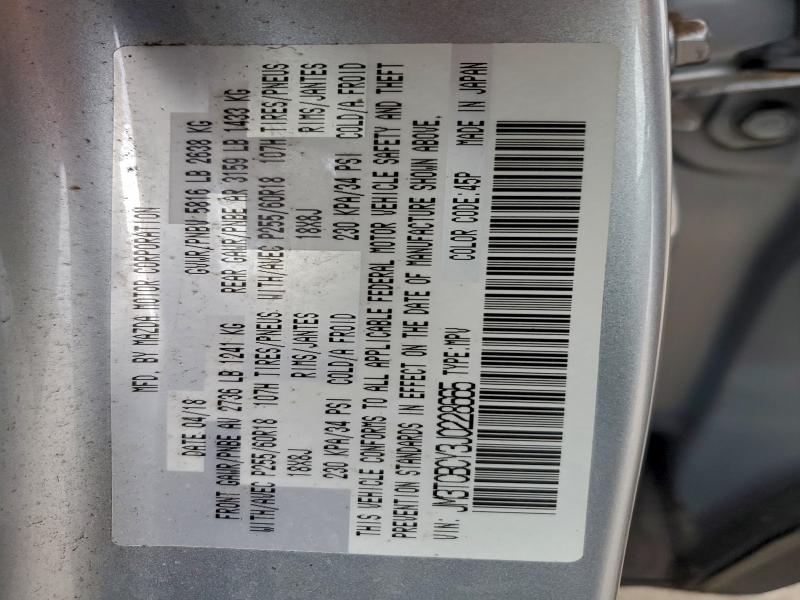 MFD. BY MAZDA MOTOR CORPORATION
DATE 04/18 GVWR/PNBV 5816 LB 2638 KG
FRONT GAWR/PNBE AV 2736 LB 1241 KG REAR GAWR/PNBE AR 3159 LB 1433 KG
WITH/AVEC P255/60R18 107H TIRES/PNEUS WITH/AVEC P255/60R18 107H TIRES/PNEUS
18X8J RIMS/JANTES 18X8J RIMS/JANTES
230 KPA/34 PSI COLD/A FROID 230 KPA/34 PSI COLD/A FROID
THIS VEHICLE CONFORMS TO ALL APPLICABLE FEDERAL MOTOR VEHICLE SAFETY AND THEFT
PREVENTION STANDARDS IN EFFECT ON THE DATE OF MANUFACTURE SHOWN ABOVE.
VIN: JM3TCBCY3J0228665 TYPE:MPV COLOR CODE:45P MADE IN JAPAN